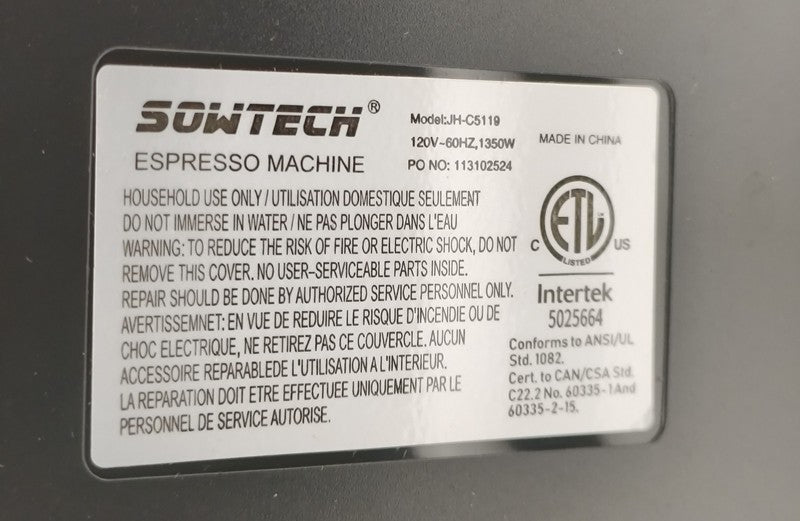 SOWTECH®
ESPRESSO MACHINE
Model:JH-C5119
120V~60HZ,1350W
PO NO: 113102524
MADE IN CHINA
HOUSEHOLD USE ONLY / UTILISATION DOMESTIQUE SEULEMENT
DO NOT IMMERSE IN WATER / NE PAS PLONGER DANS L'EAU
WARNING: TO REDUCE THE RISK OF FIRE OR ELECTRIC SHOCK, DO NOT
REMOVE THIS COVER. NO USER-SERVICEABLE PARTS INSIDE.
REPAIR SHOULD BE DONE BY AUTHORIZED SERVICE PERSONNEL ONLY.
AVERTISSEMNET: EN VUE DE REDUIRE LE RISQUE D'INCENDIE OU DE
CHOC ELECTRIQUE, NE RETIREZ PAS CE COUVERCLE. AUCUN
ACCESSOIRE REPARABLEDE L'UTILISATION A L'INTERIEUR.
LA REPARATION DOIT ETRE EFFECTUEE UNIQUEMENT PAR LE
PERSONNEL DE SERVICE AUTORISE.
ETL
C US
LISTED
Intertek
5025664
Conforms to ANSI/UL
Std. 1082.
Cert. to CAN/CSA Std.
C22.2 No. 60335-1And
60335-2-15.